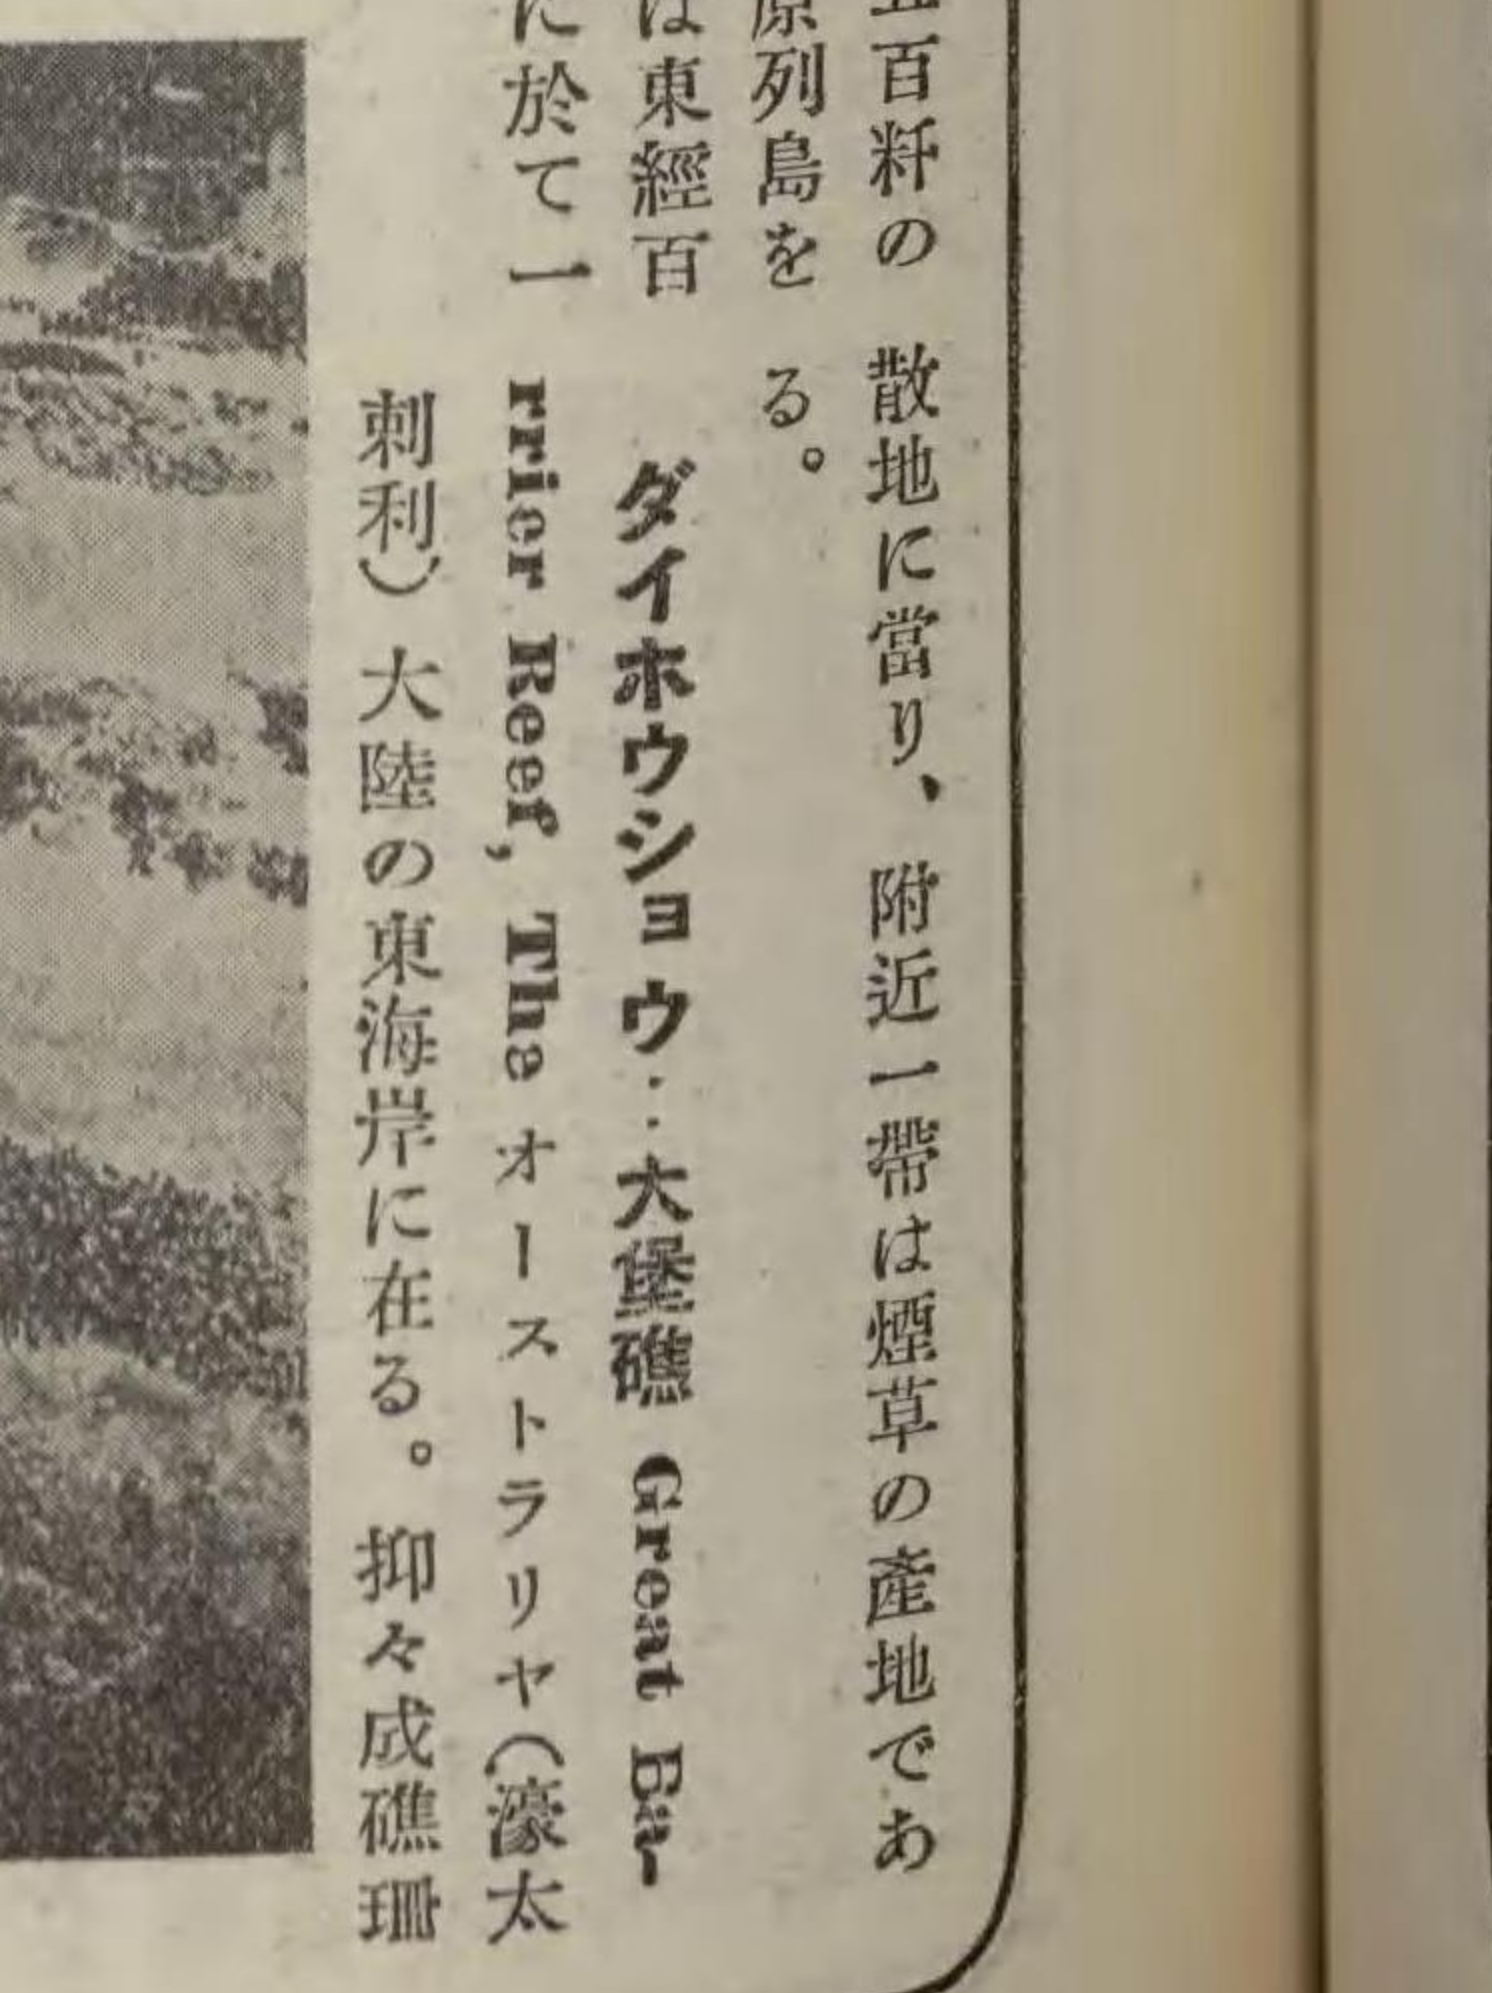 百粁の
原列島を
は東經百
に於て一
散地に當り、附近一帶は煙草の産地であ
る。
ダイホウショウ‥大堡礁 Great Ba-
rrier Reef, The オーストラリヤ(濠太
刺利)大陸の東海岸に在る。抑々成礁珊